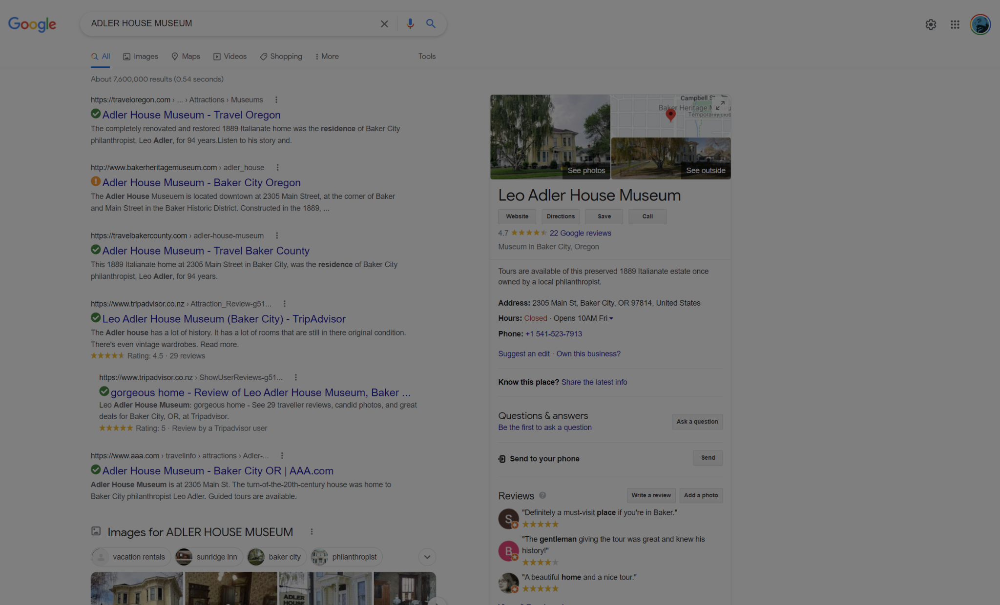 Google
ADLER HOUSE MUSEUM
All
Images
Maps
Videos
Shopping
More
Tools
About 7,600,000 results (0.54 seconds)
https://traveloregon.com › ... › Attractions › Museums
Adler House Museum - Travel Oregon
The completely renovated and restored 1889 Italianate home was the residence of Baker City
philanthropist, Leo Adler, for 94 years.Listen to his story and.
http://www.bakerheritagemuseum.com › adler_house
Adler House Museum - Baker City Oregon
The Adler House Museuem is located downtown at 2305 Main Street, at the corner of Baker
and Main Street in the Baker Historic District. Constructed in the 1889, ...
https://travelbakercounty.com › adler-house-museum
Adler House Museum - Travel Baker County
This 1889 Italianate home at 2305 Main Street in Baker City, was the residence of Baker City
philanthropist, Leo Adler, for 94 years.
https://www.tripadvisor.co.nz › Attraction_Review-g51...
Leo Adler House Museum (Baker City) - TripAdvisor
The Adler house has a lot of history. It has a lot of rooms that are still in there original condition.
There's even vintage wardrobes. Read more.
Rating: 4.5 · 29 reviews
https://www.tripadvisor.co.nz › ShowUserReviews-g51...
gorgeous home - Review of Leo Adler House Museum, Baker ...
Leo Adler House Museum: gorgeous home - See 29 traveller reviews, candid photos, and great
deals for Baker City, OR, at Tripadvisor.
Rating: 5 · Review by a Tripadvisor user
https://www.aaa.com › travelinfo › attractions › Adler-...
Adler House Museum - Baker City OR | AAA.com
Adler House Museum is at 2305 Main St. The turn-of-the-20th-century house was home to
Baker City philanthropist Leo Adler. Guided tours are available.
Images for ADLER HOUSE MUSEUM
vacation rentals
sunridge inn
baker city
philanthropist
ADLER
HOUSE
Campbell St
Baker Heritage M
Temporarily clos
See photos
See outside
Leo Adler House Museum
Website
Directions
Save
Call
4.7
22 Google reviews
Museum in Baker City, Oregon
Tours are available of this preserved 1889 Italianate estate once
owned by a local philanthropist.
Address: 2305 Main St, Baker City, OR 97814, United States
Hours: Closed · Opens 10AM Fri
Phone: +1 541-523-7913
Suggest an edit · Own this business?
Know this place? Share the latest info
Questions & answers
Ask a question
Be the first to ask a question
Send to your phone
Send
Reviews
Write a review
Add a photo
S
"Definitely a must-visit place if you're in Baker."
B
"The gentleman giving the tour was great and knew his
history!"
"A beautiful home and a nice tour."